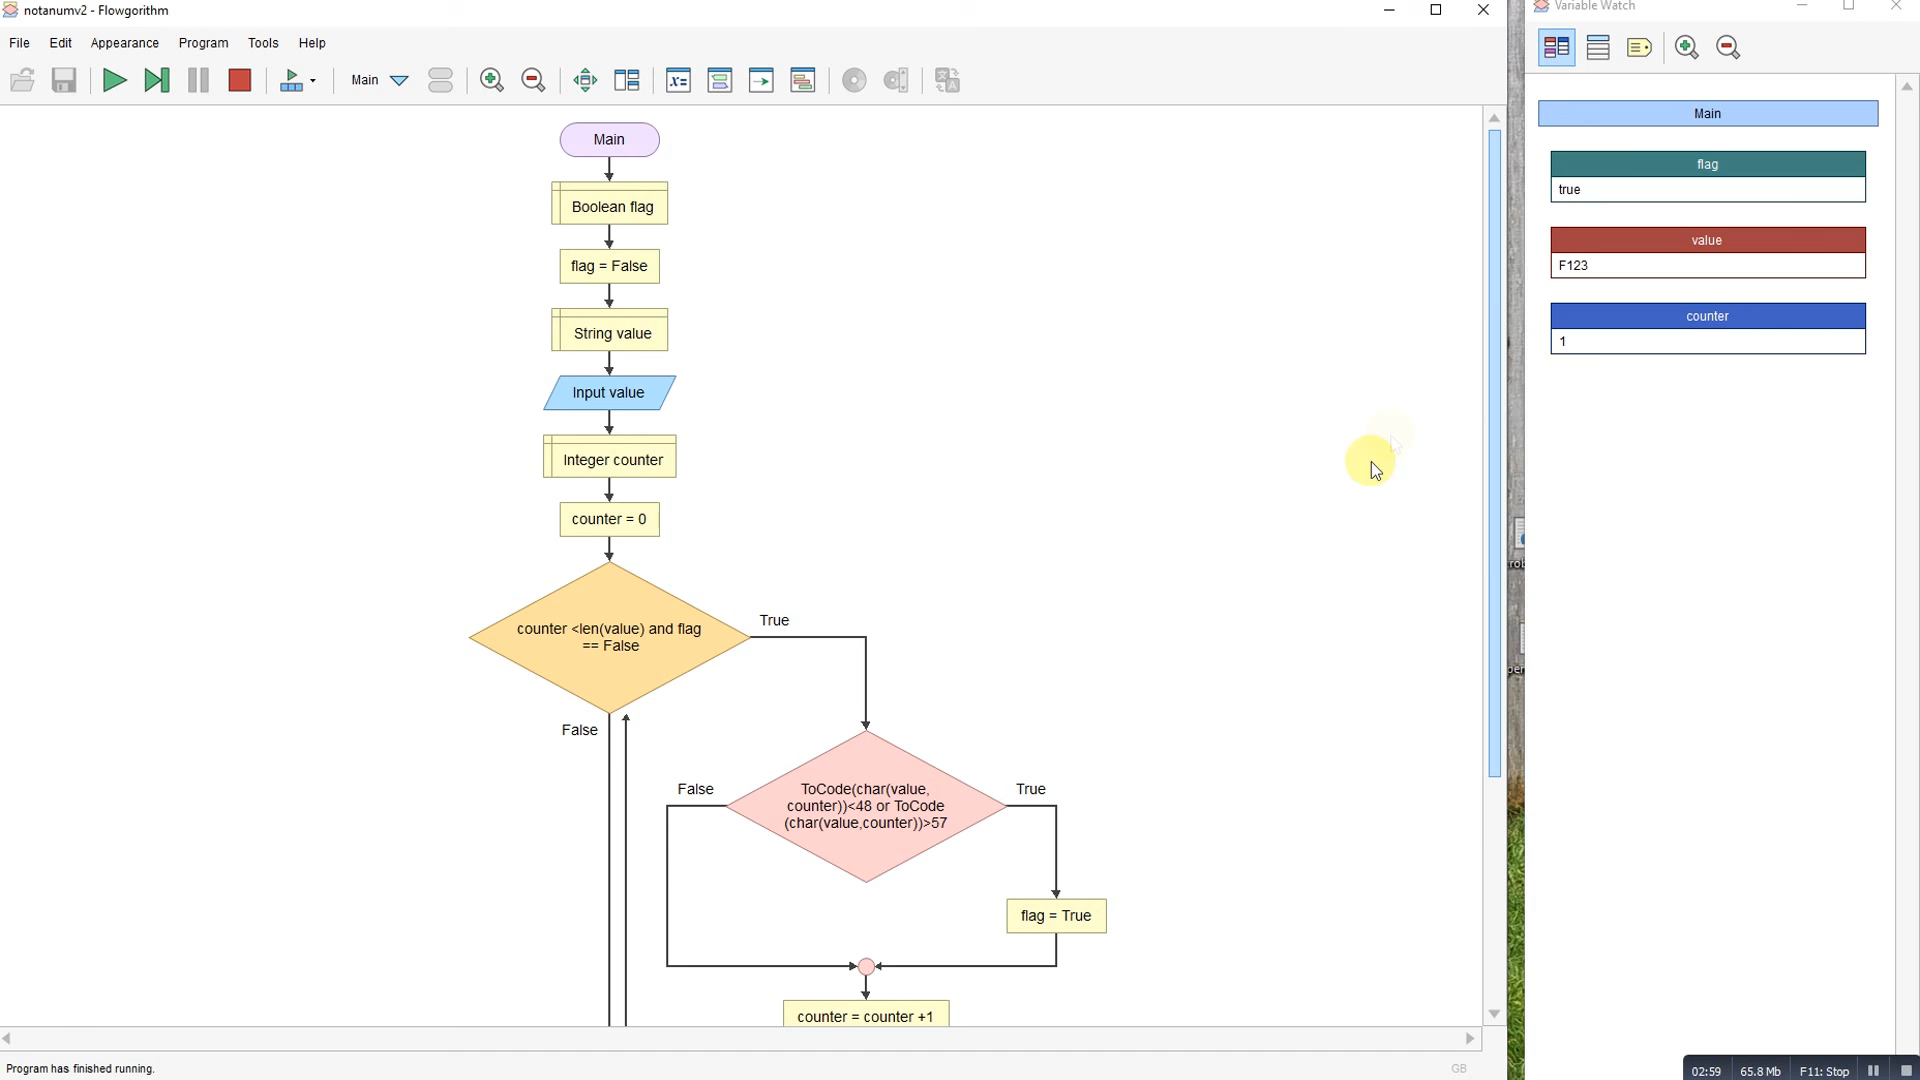 notanumv2 - Flowgorithm
File Edit Appearance Program Tools Help
Main
Main
Boolean flag
flag = False
String value
Input value
Integer counter
counter = 0
counter <len(value) and flag
== False
True
False
ToCode(char(value,
counter))<48 or ToCode
(char(value,counter))>57
False
True
flag = True
counter = counter +1
Program has finished running.
GB
Variable Watch
Main
flag
true
value
F123
counter
1
02:59 65.8 Mb F11: Stop